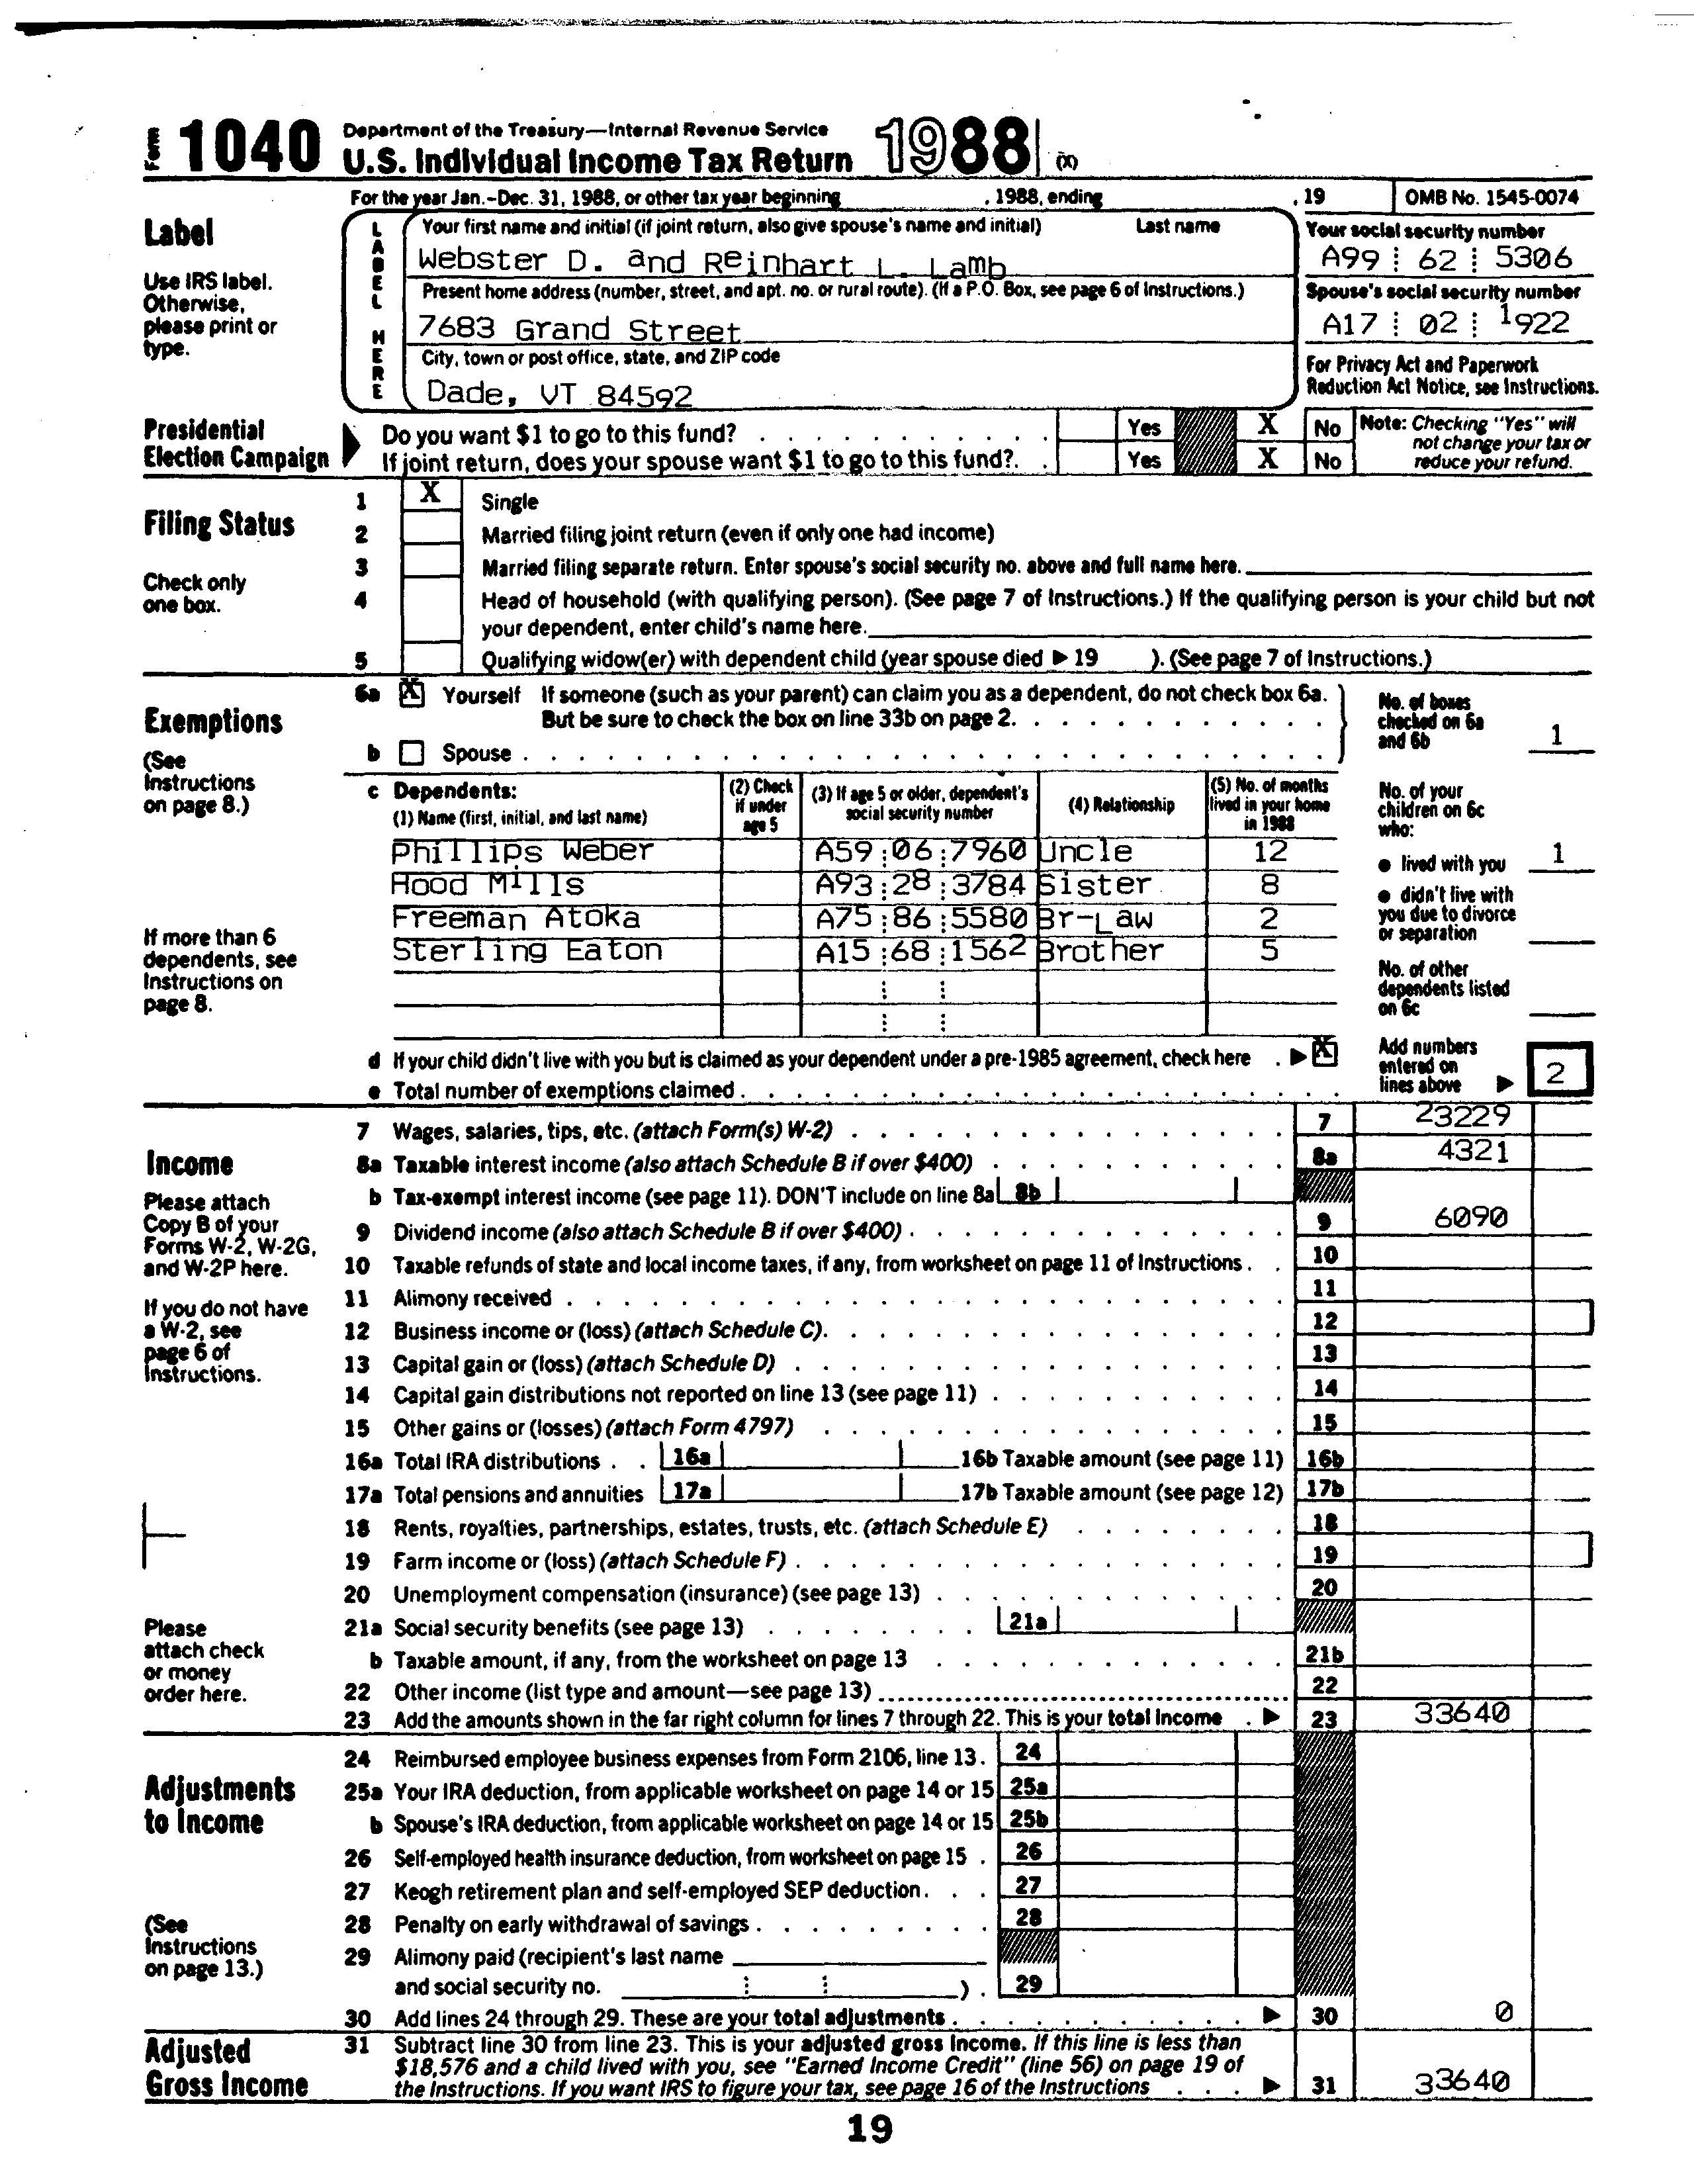 Form 1040 Department of the Treasury—Internal Revenue Service
U.S. Individual Income Tax Return 1988 (X)
For the year Jan.-Dec. 31, 1988, or other tax year beginning , 1988, ending , 19 OMB No. 1545-0074
Label
Use IRS label.
Otherwise,
please print or
type.
LABEL HERE
Your first name and initial (if joint return, also give spouse's name and initial) Last name
Webster D. and Reinhart L. Lamb
Present home address (number, street, and apt. no. or rural route). (If a P.O. Box, see page 6 of Instructions.)
7683 Grand Street
City, town or post office, state, and ZIP code
Dade, VT 84592
Your social security number
A99 62 5306
Spouse's social security number
A17 02 1922
For Privacy Act and Paperwork
Reduction Act Notice, see Instructions.
Presidential
Election Campaign
Do you want $1 to go to this fund? Yes X No
If joint return, does your spouse want $1 to go to this fund?. Yes X No
Note: Checking "Yes" will
not change your tax or
reduce your refund.
Filing Status
Check only
one box.
1 X Single
2 Married filing joint return (even if only one had income)
3 Married filing separate return. Enter spouse's social security no. above and full name here.
4 Head of household (with qualifying person). (See page 7 of Instructions.) If the qualifying person is your child but not
your dependent, enter child's name here.
5 Qualifying widow(er) with dependent child (year spouse died ▶ 19 ). (See page 7 of Instructions.)
Exemptions
(See
Instructions
on page 8.)
If more than 6
dependents, see
Instructions on
page 8.
6a X Yourself If someone (such as your parent) can claim you as a dependent, do not check box 6a.
But be sure to check the box on line 33b on page 2.
b Spouse
c Dependents:
(1) Name (first, initial, and last name)
(2) Check
if under
age 5
(3) If age 5 or older, dependent's
social security number
(4) Relationship
(5) No. of months
lived in your home
in 1988
Phillips Weber A59:06:7960 Uncle 12
Hood Mills A93:28:3784 Sister 8
Freeman Atoka A75:86:5580 Br-Law 2
Sterling Eaton A15:68:1562 Brother 5
d If your child didn't live with you but is claimed as your dependent under a pre-1985 agreement, check here . ▶ X
e Total number of exemptions claimed
No. of boxes
checked on 6a
and 6b 1
No. of your
children on 6c
who:
● lived with you 1
● didn't live with
you due to divorce
or separation
No. of other
dependents listed
on 6c
Add numbers
entered on
lines above ▶ 2
Income
Please attach
Copy B of your
Forms W-2, W-2G,
and W-2P here.
If you do not have
a W-2, see
page 6 of
Instructions.
Please
attach check
or money
order here.
7 Wages, salaries, tips, etc. (attach Form(s) W-2) 7 23229
8a Taxable interest income (also attach Schedule B if over $400) 8a 4321
b Tax-exempt interest income (see page 11). DON'T include on line 8a 8b
9 Dividend income (also attach Schedule B if over $400) 9 6090
10 Taxable refunds of state and local income taxes, if any, from worksheet on page 11 of Instructions 10
11 Alimony received 11
12 Business income or (loss) (attach Schedule C). 12
13 Capital gain or (loss) (attach Schedule D) 13
14 Capital gain distributions not reported on line 13 (see page 11) 14
15 Other gains or (losses) (attach Form 4797) 15
16a Total IRA distributions 16a 16b Taxable amount (see page 11) 16b
17a Total pensions and annuities 17a 17b Taxable amount (see page 12) 17b
18 Rents, royalties, partnerships, estates, trusts, etc. (attach Schedule E) 18
19 Farm income or (loss) (attach Schedule F) 19
20 Unemployment compensation (insurance) (see page 13) 20
21a Social security benefits (see page 13) 21a
b Taxable amount, if any, from the worksheet on page 13 21b
22 Other income (list type and amount—see page 13) 22
23 Add the amounts shown in the far right column for lines 7 through 22. This is your total income ▶ 23 33640
Adjustments
to Income
(See
Instructions
on page 13.)
24 Reimbursed employee business expenses from Form 2106, line 13. 24
25a Your IRA deduction, from applicable worksheet on page 14 or 15 25a
b Spouse's IRA deduction, from applicable worksheet on page 14 or 15 25b
26 Self-employed health insurance deduction, from worksheet on page 15 26
27 Keogh retirement plan and self-employed SEP deduction 27
28 Penalty on early withdrawal of savings 28
29 Alimony paid (recipient's last name
and social security no. ) 29
30 Add lines 24 through 29. These are your total adjustments ▶ 30 0
Adjusted
Gross Income
31 Subtract line 30 from line 23. This is your adjusted gross income. If this line is less than
$18,576 and a child lived with you, see "Earned Income Credit" (line 56) on page 19 of
the Instructions. If you want IRS to figure your tax, see page 16 of the Instructions ▶ 31 33640
19